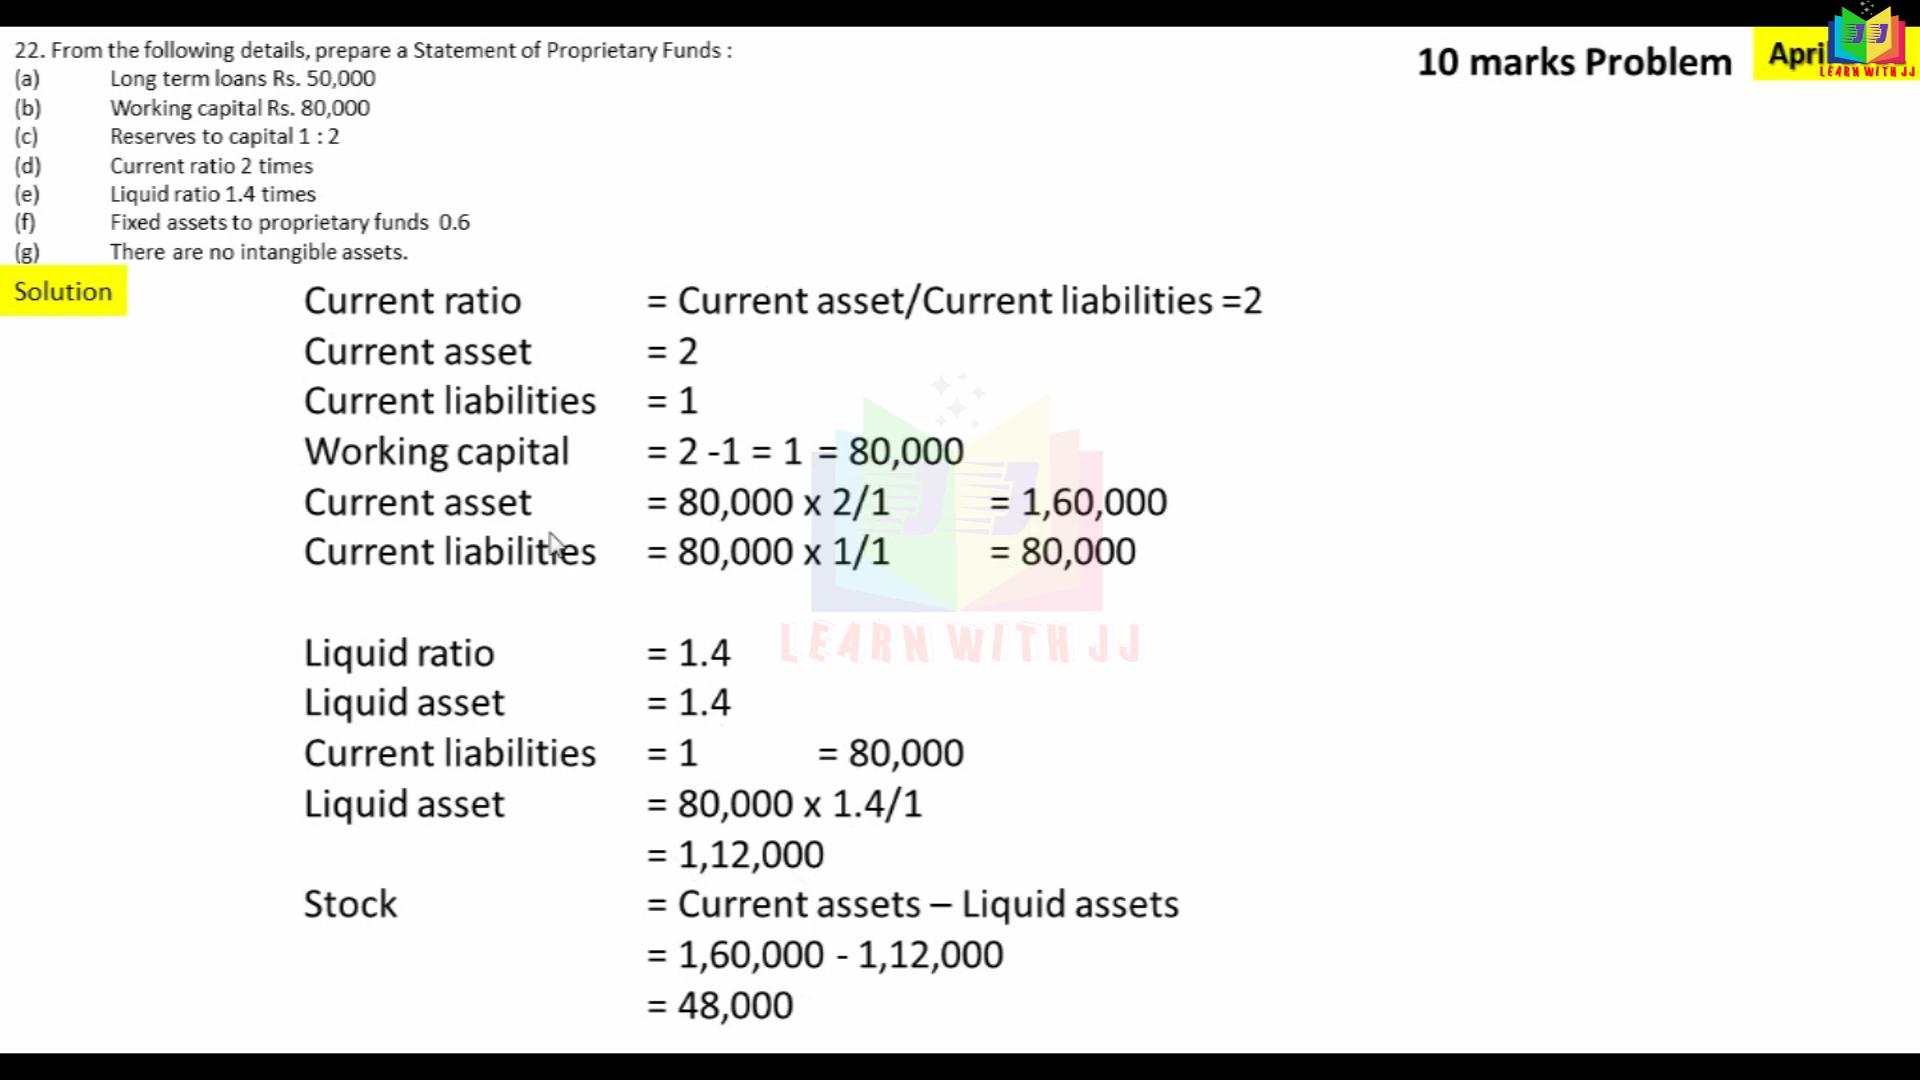 22. From the following details, prepare a Statement of Proprietary Funds :
(a) Long term loans Rs. 50,000
(b) Working capital Rs. 80,000
(c) Reserves to capital 1 : 2
(d) Current ratio 2 times
(e) Liquid ratio 1.4 times
(f) Fixed assets to proprietary funds 0.6
(g) There are no intangible assets.
10 marks Problem
Apri
JJ
LEARN WITH JJ
Solution
Current ratio = Current asset/Current liabilities =2
Current asset = 2
Current liabilities = 1
Working capital = 2 -1 = 1 = 80,000
Current asset = 80,000 x 2/1 = 1,60,000
Current liabilities = 80,000 x 1/1 = 80,000
JJ
LEARN WITH JJ
Liquid ratio = 1.4
Liquid asset = 1.4
Current liabilities = 1 = 80,000
Liquid asset = 80,000 x 1.4/1
= 1,12,000
Stock = Current assets – Liquid assets
= 1,60,000 - 1,12,000
= 48,000